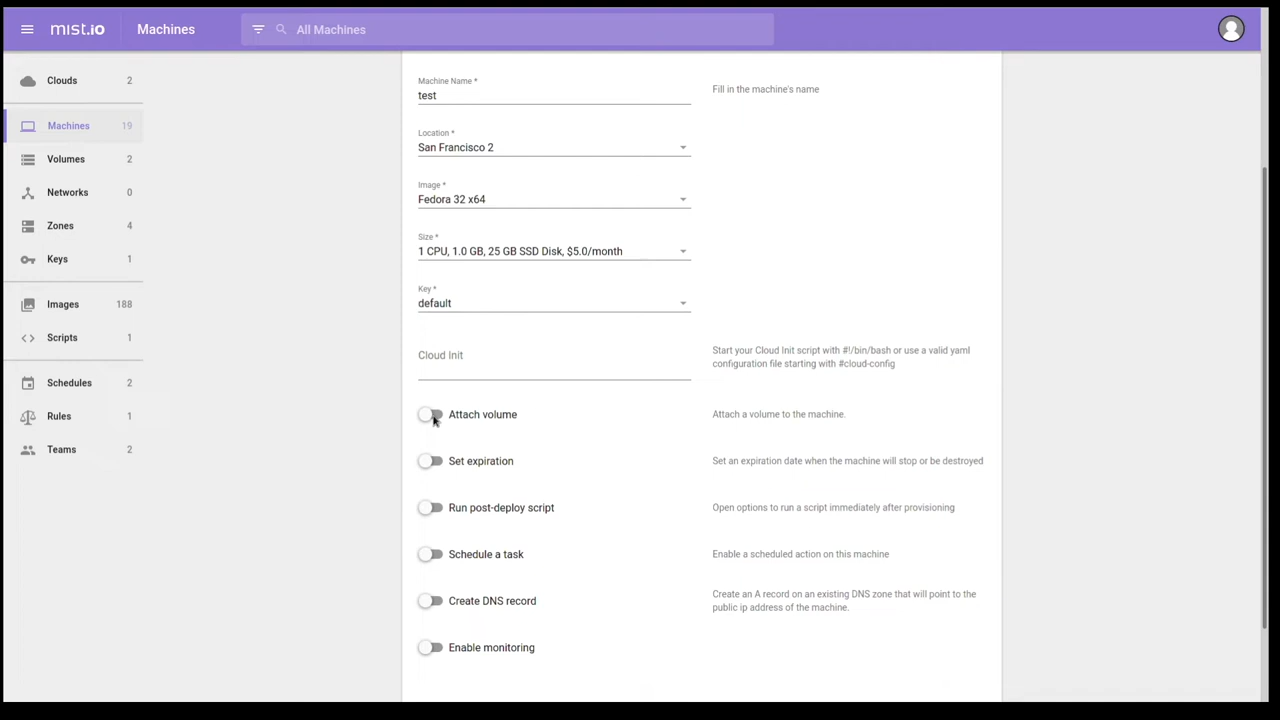 mist.io
Machines
All Machines
Clouds 2
Machines 19
Volumes 2
Networks 0
Zones 4
Keys 1
Images 188
Scripts 1
Schedules 2
Rules 1
Teams 2
Machine Name *
test
Fill in the machine's name
Location *
San Francisco 2
Image *
Fedora 32 x64
Size *
1 CPU, 1.0 GB, 25 GB SSD Disk, $5.0/month
Key *
default
Cloud Init
Start your Cloud Init script with #!/bin/bash or use a valid yaml
configuration file starting with #cloud-config
Attach volume
Attach a volume to the machine.
Set expiration
Set an expiration date when the machine will stop or be destroyed
Run post-deploy script
Open options to run a script immediately after provisioning
Schedule a task
Enable a scheduled action on this machine
Create DNS record
Create an A record on an existing DNS zone that will point to the
public ip address of the machine.
Enable monitoring